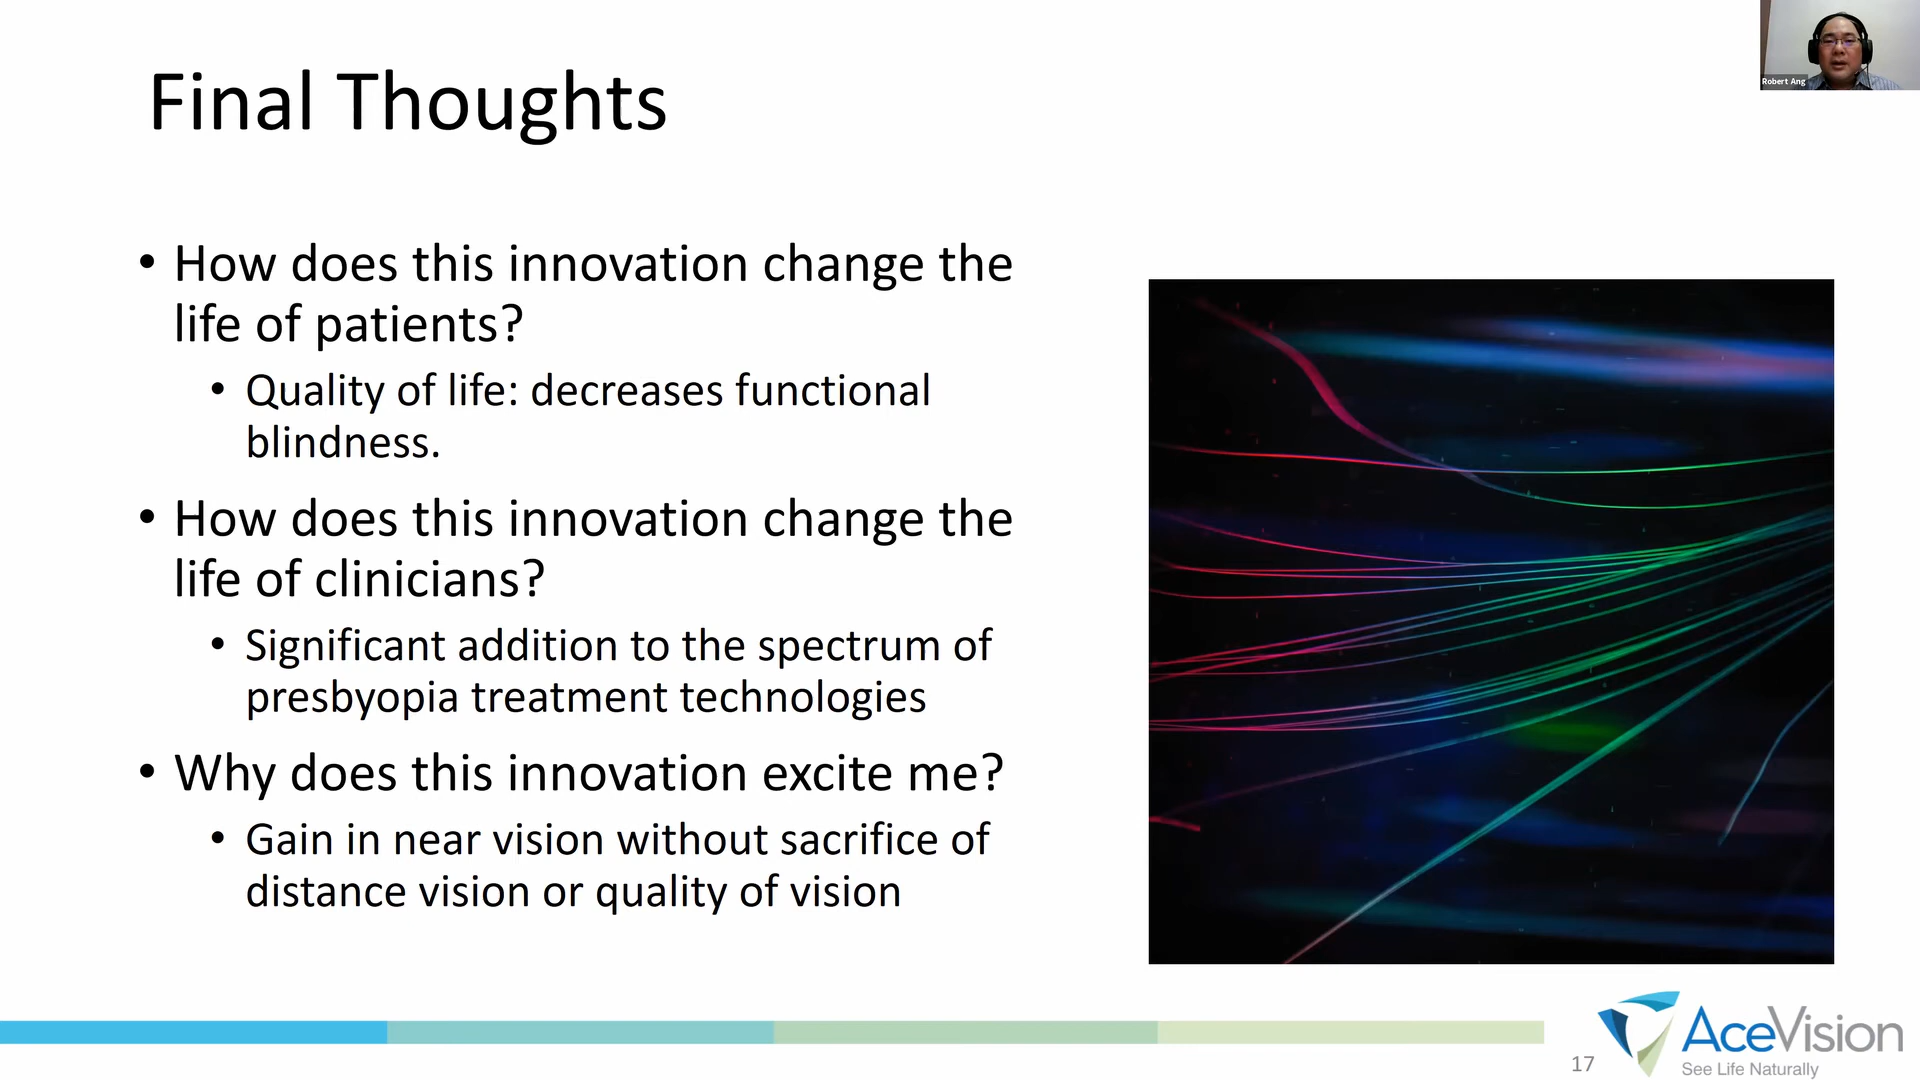 Robert Ang
Final Thoughts
• How does this innovation change the
life of patients?
• Quality of life: decreases functional
blindness.
• How does this innovation change the
life of clinicians?
• Significant addition to the spectrum of
presbyopia treatment technologies
• Why does this innovation excite me?
• Gain in near vision without sacrifice of
distance vision or quality of vision
17
AceVision
See Life Naturally